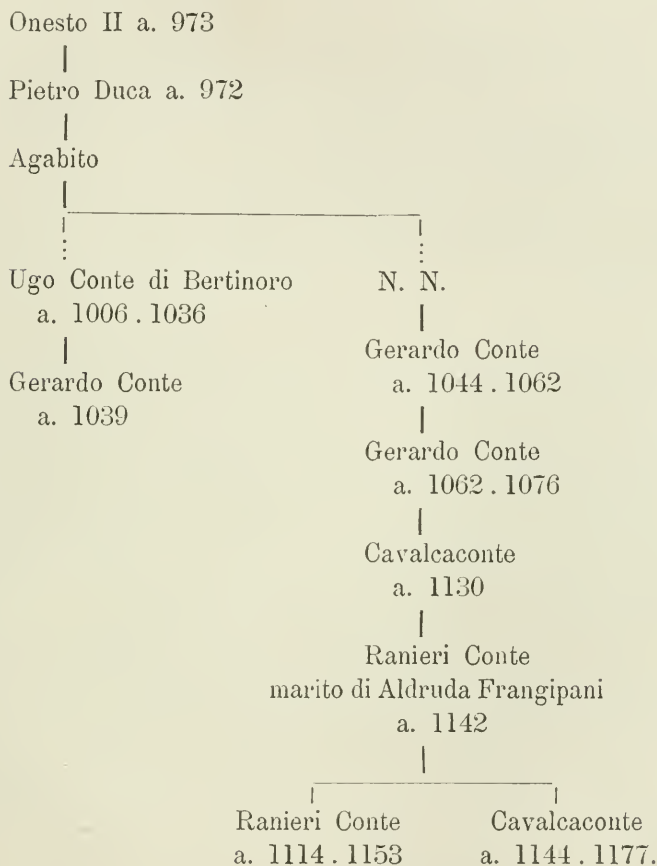 Onesto II a. 973
Pietro Duca a. 972
Agabito
Ugo Conte di Bertinoro
a. 1006 . 1036
Gerardo Conte
a. 1039
N. N.
Gerardo Conte
a. 1044 . 1062
Gerardo Conte
a. 1062 . 1076
Cavalcaconte
a. 1130
Ranieri Conte
marito di Aldruda Frangipani
a. 1142
Ranieri Conte
a. 1114 . 1153
Cavalcaconte
a. 1144 . 1177.